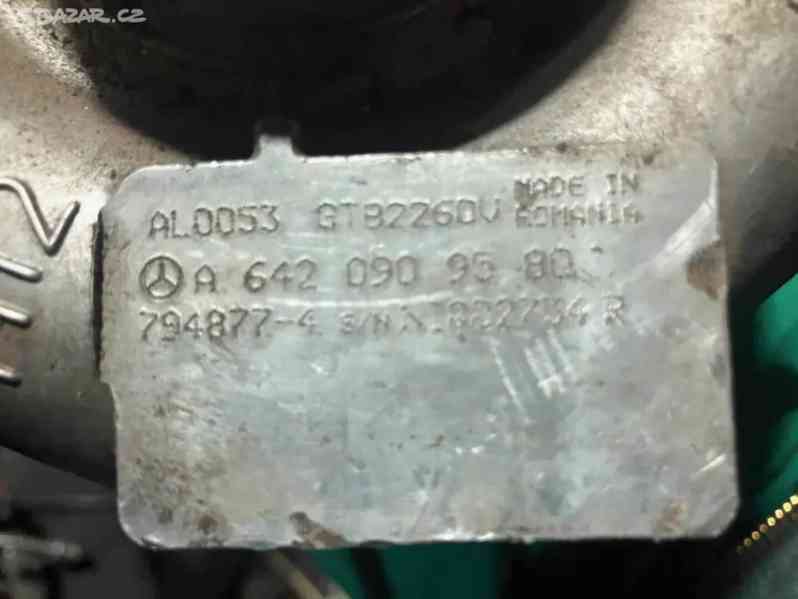 BAZAR.CZ
AL0053 GTB2260V MADE IN
ROMANIA
A 642 090 95 80
794877-4 S/N R